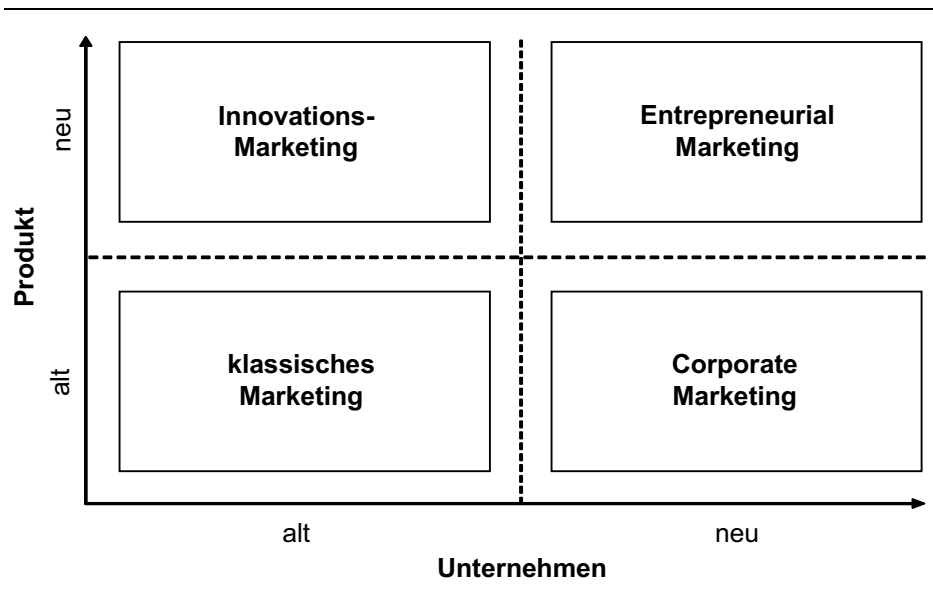 neu
Innovations-
Marketing
Entrepreneurial
Marketing
Produkt
alt
klassisches
Marketing
Corporate
Marketing
alt
neu
Unternehmen